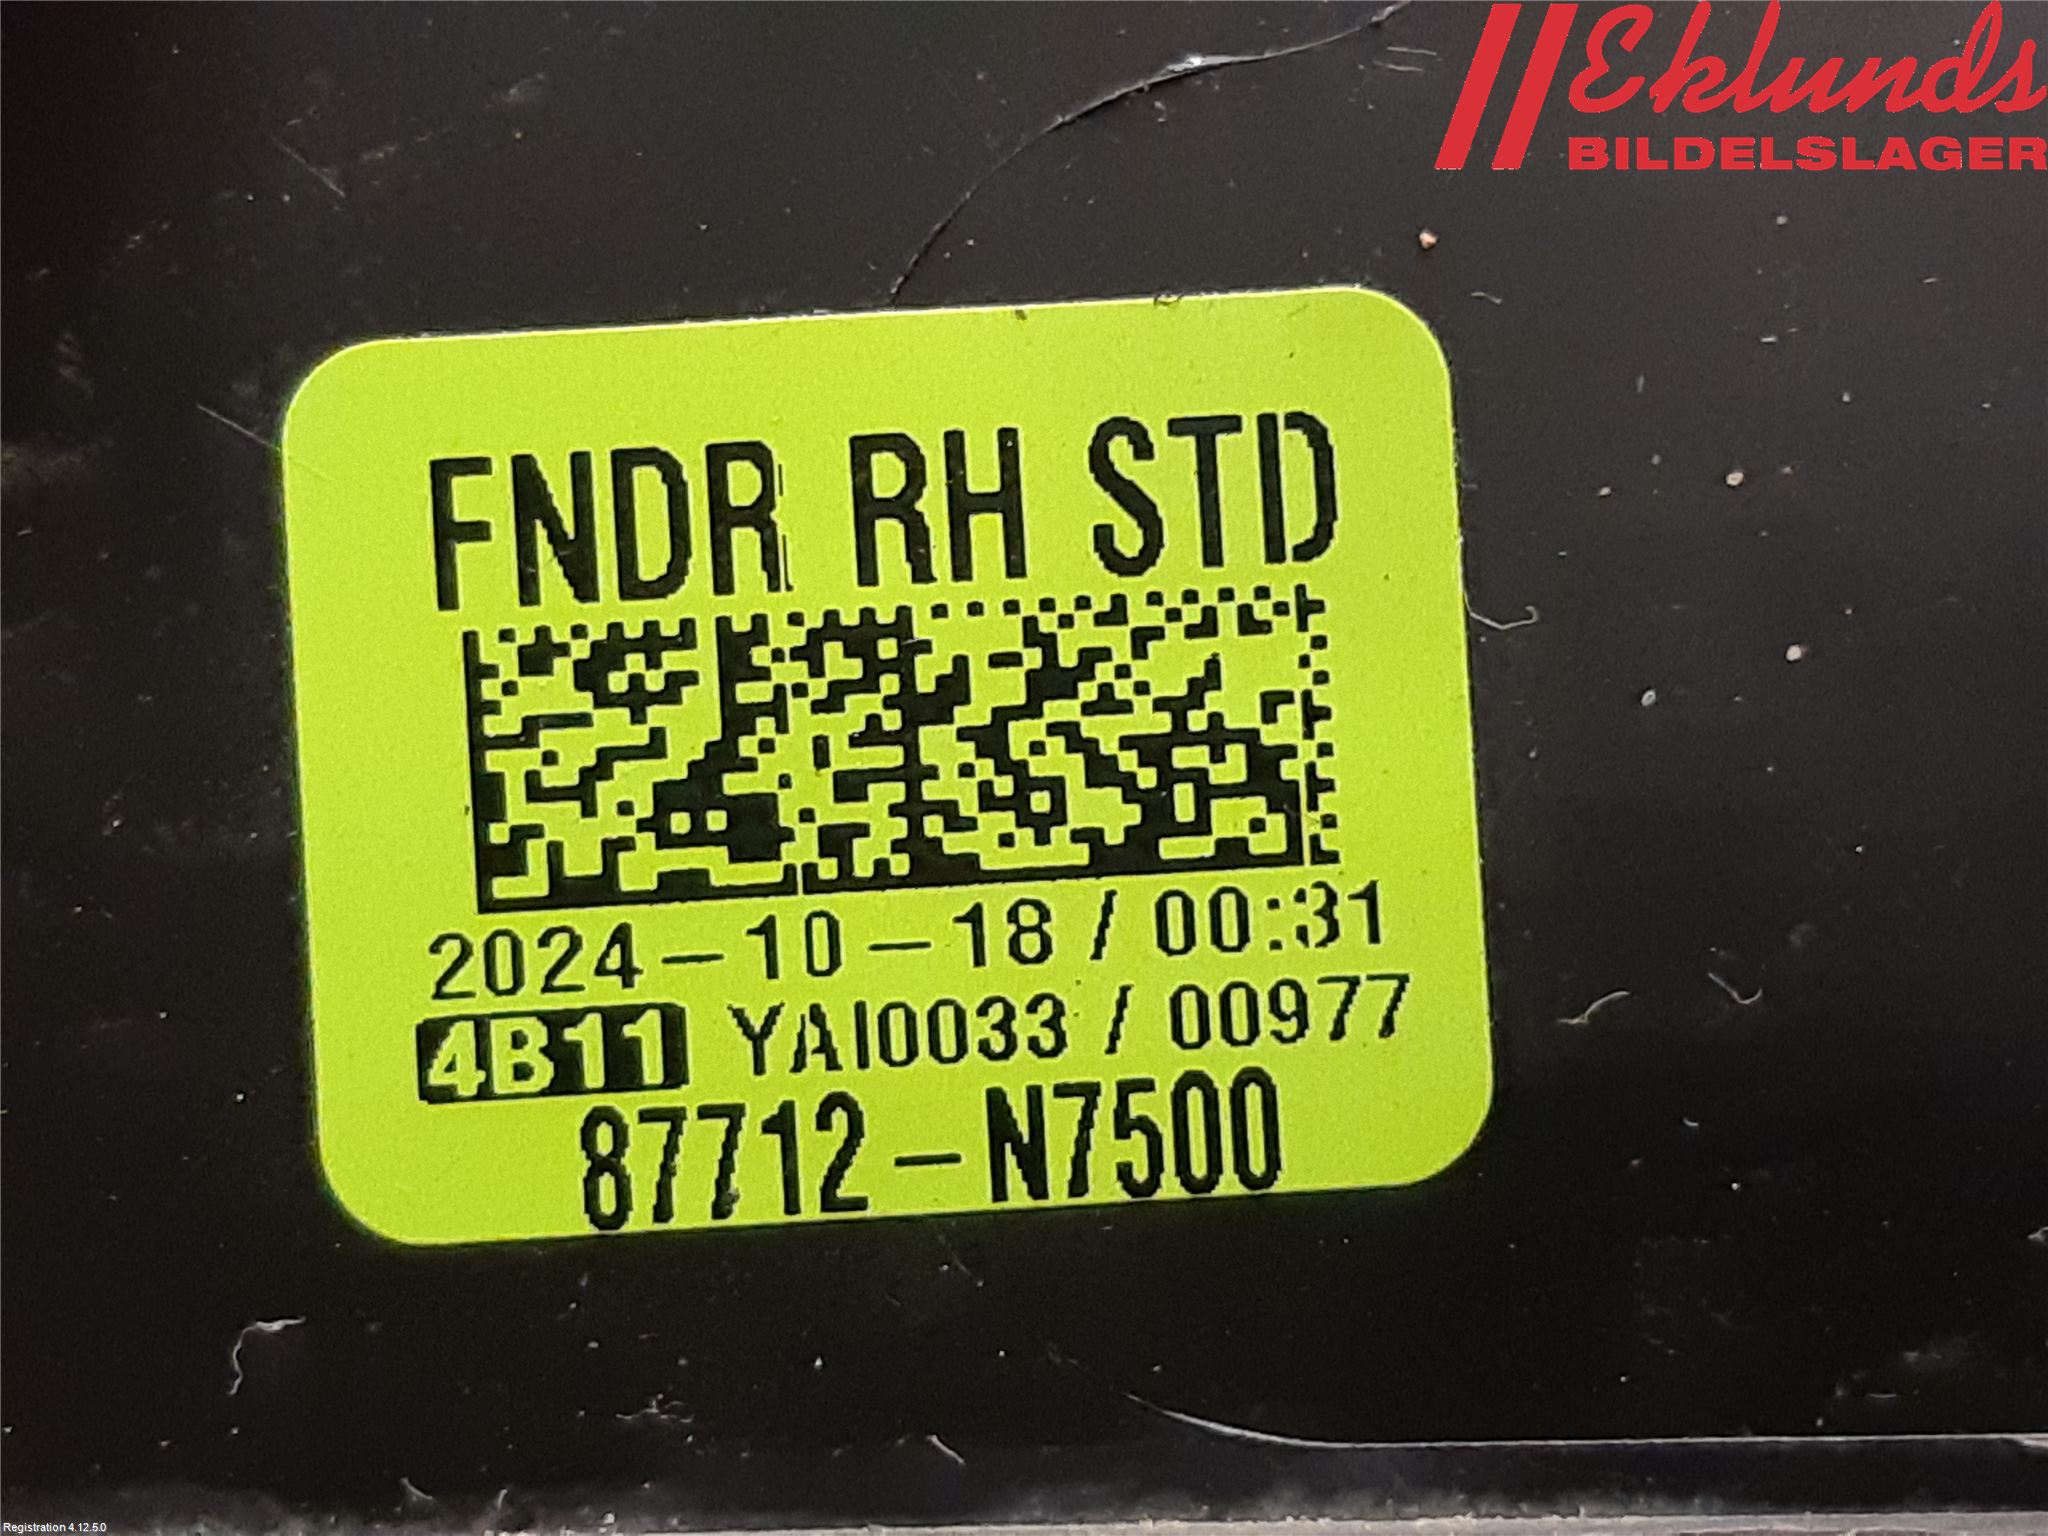 Eklunds
BILDELSLAGER
FNDR RH STD
2024-10-18 / 00:31
4B11 YAI0033 / 00977
87712-N7500
Registration 4.12.5.0